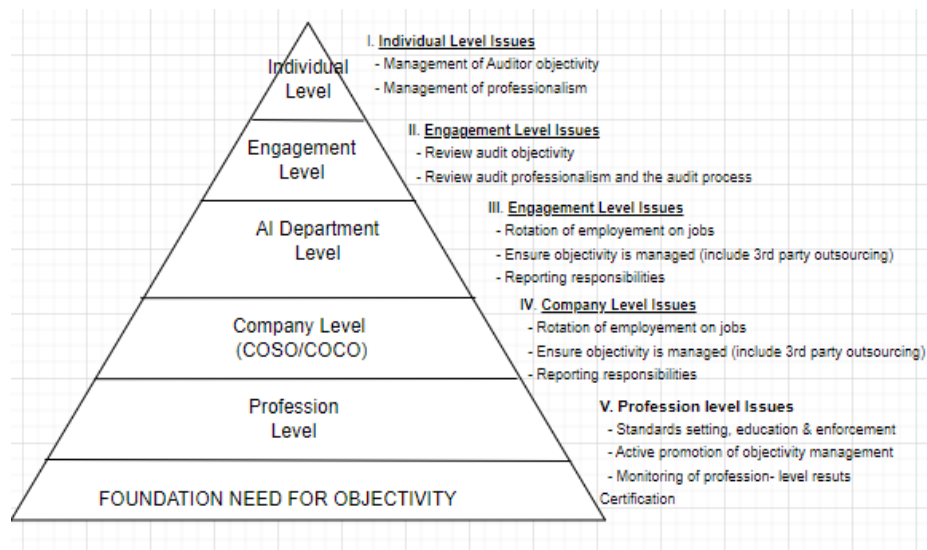 I. Individual Level Issues
- Management of Auditor objectivity
- Management of professionalism
Individual
Level
II. Engagement Level Issues
- Review audit objectivity
- Review audit professionalism and the audit process
Engagement
Level
III. Engagement Level Issues
- Rotation of employement on jobs
- Ensure objectivity is managed (include 3rd party outsourcing)
- Reporting responsibilities
AI Department
Level
IV. Company Level Issues
- Rotation of employement on jobs
- Ensure objectivity is managed (include 3rd party outsourcing)
- Reporting responsibilities
Company Level
(COSO/COCO)
V. Profession level Issues
- Standards setting, education & enforcement
- Active promotion of objectivity management
- Monitoring of profession- level resuts
Certification
Profession
Level
FOUNDATION NEED FOR OBJECTIVITY